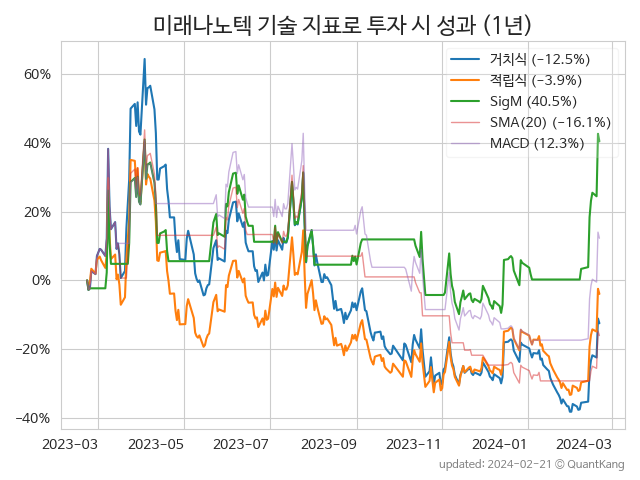 미래나노텍 기술 지표로 투자 시 성과 (1년)
거치식 (-12.5%)
적립식 (-3.9%)
SigM (40.5%)
SMA(20) (-16.1%)
MACD (12.3%)
60%
40%
20%
0%
-20%
-40%
2023-03 2023-05 2023-07 2023-09 2023-11 2024-01 2024-03
updated: 2024-02-21 © QuantKang